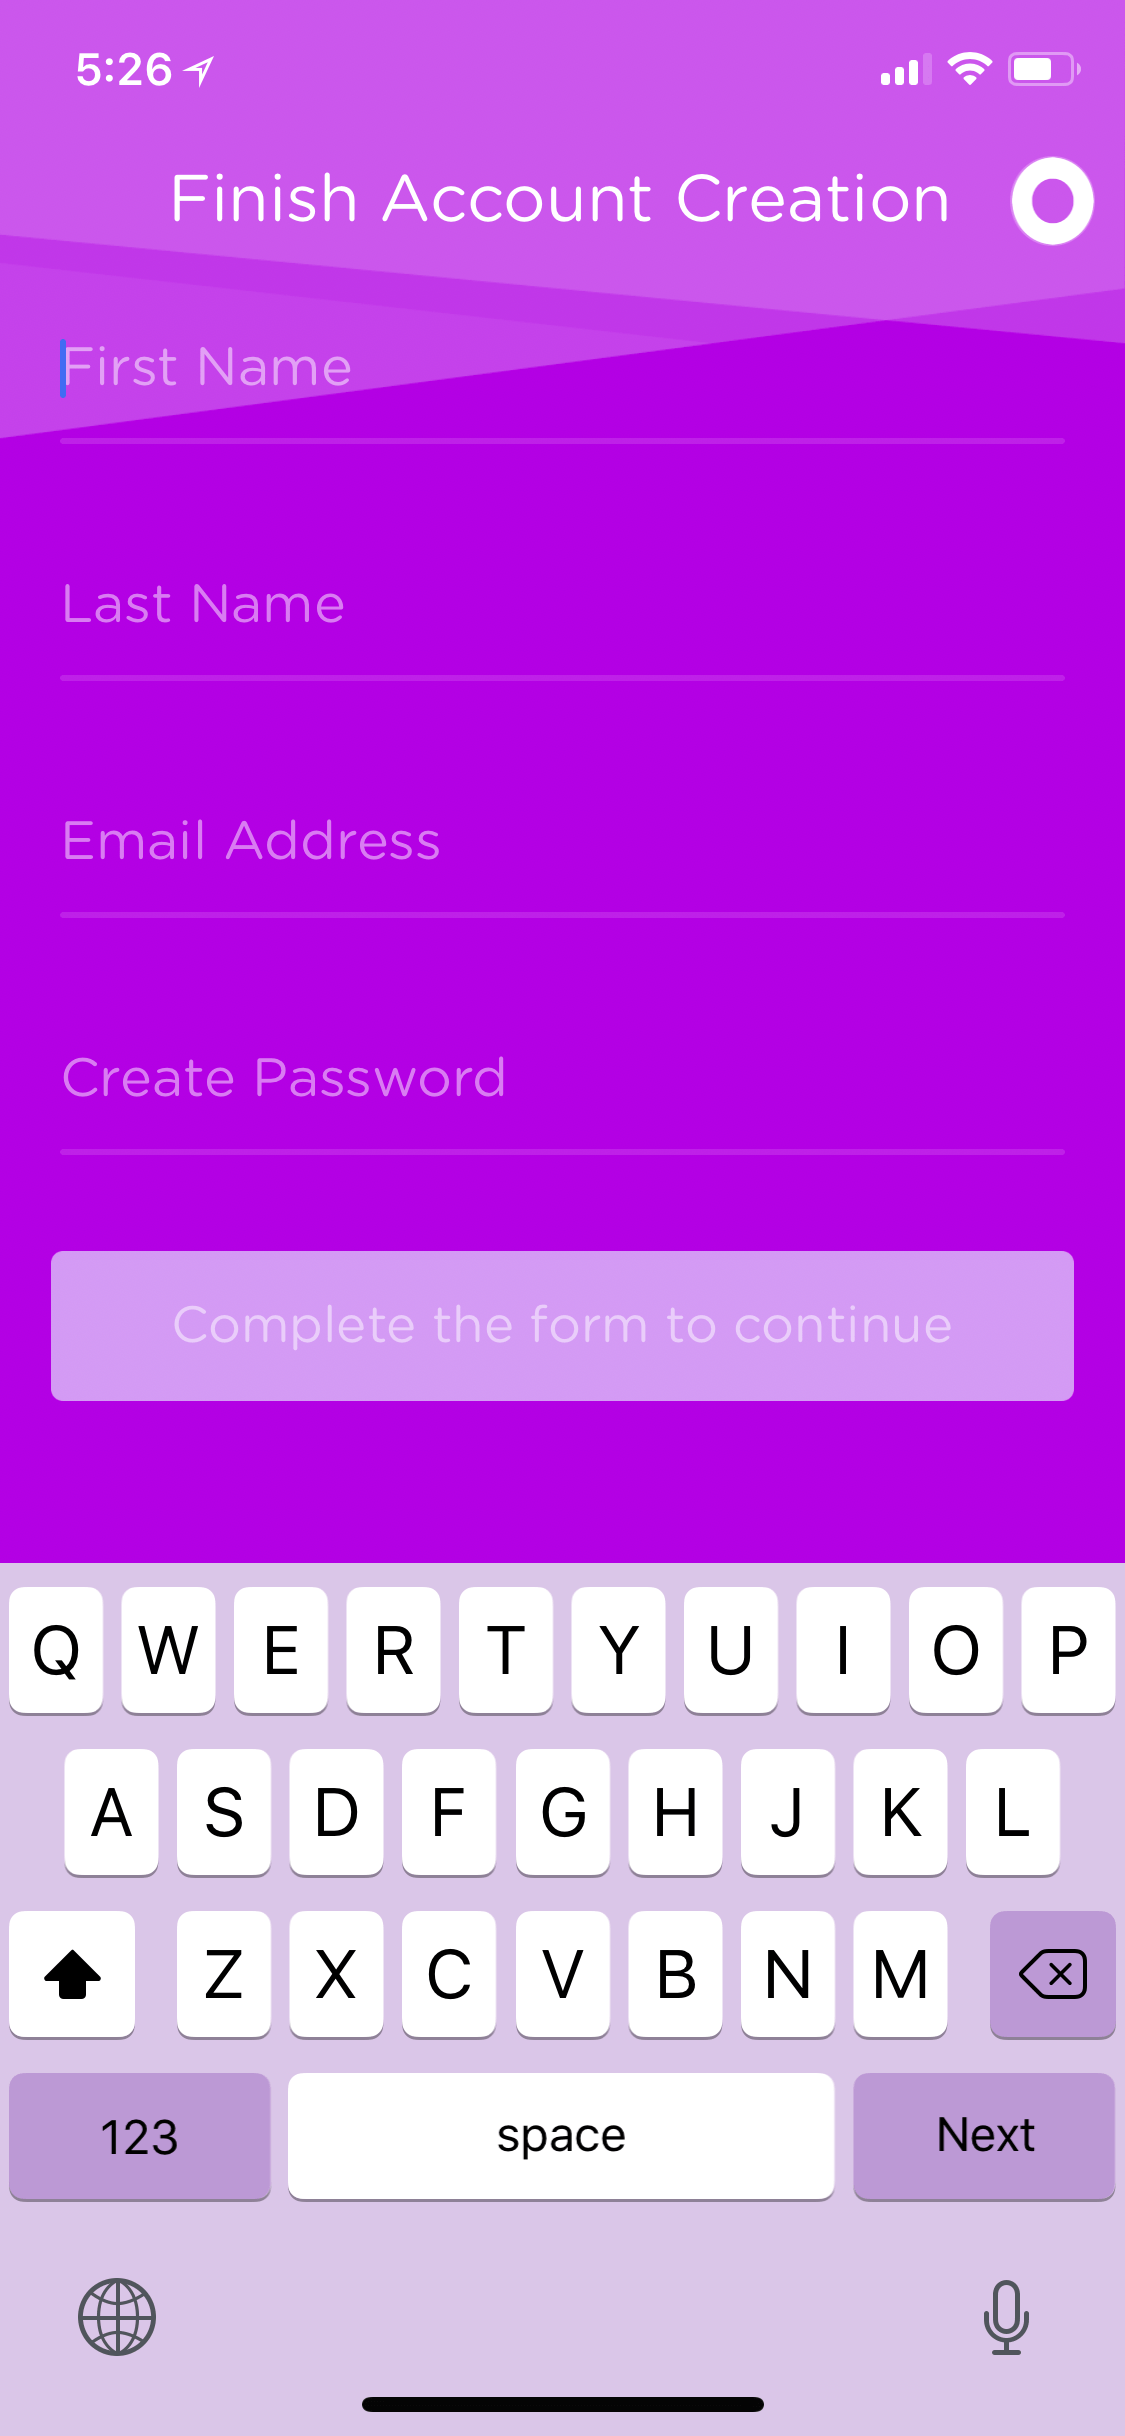 5:26
Finish Account Creation
First Name
Last Name
Email Address
Create Password
Complete the form to continue
Q W E R T Y U I O P
A S D F G H J K L
Z X C V B N M
123 space Next